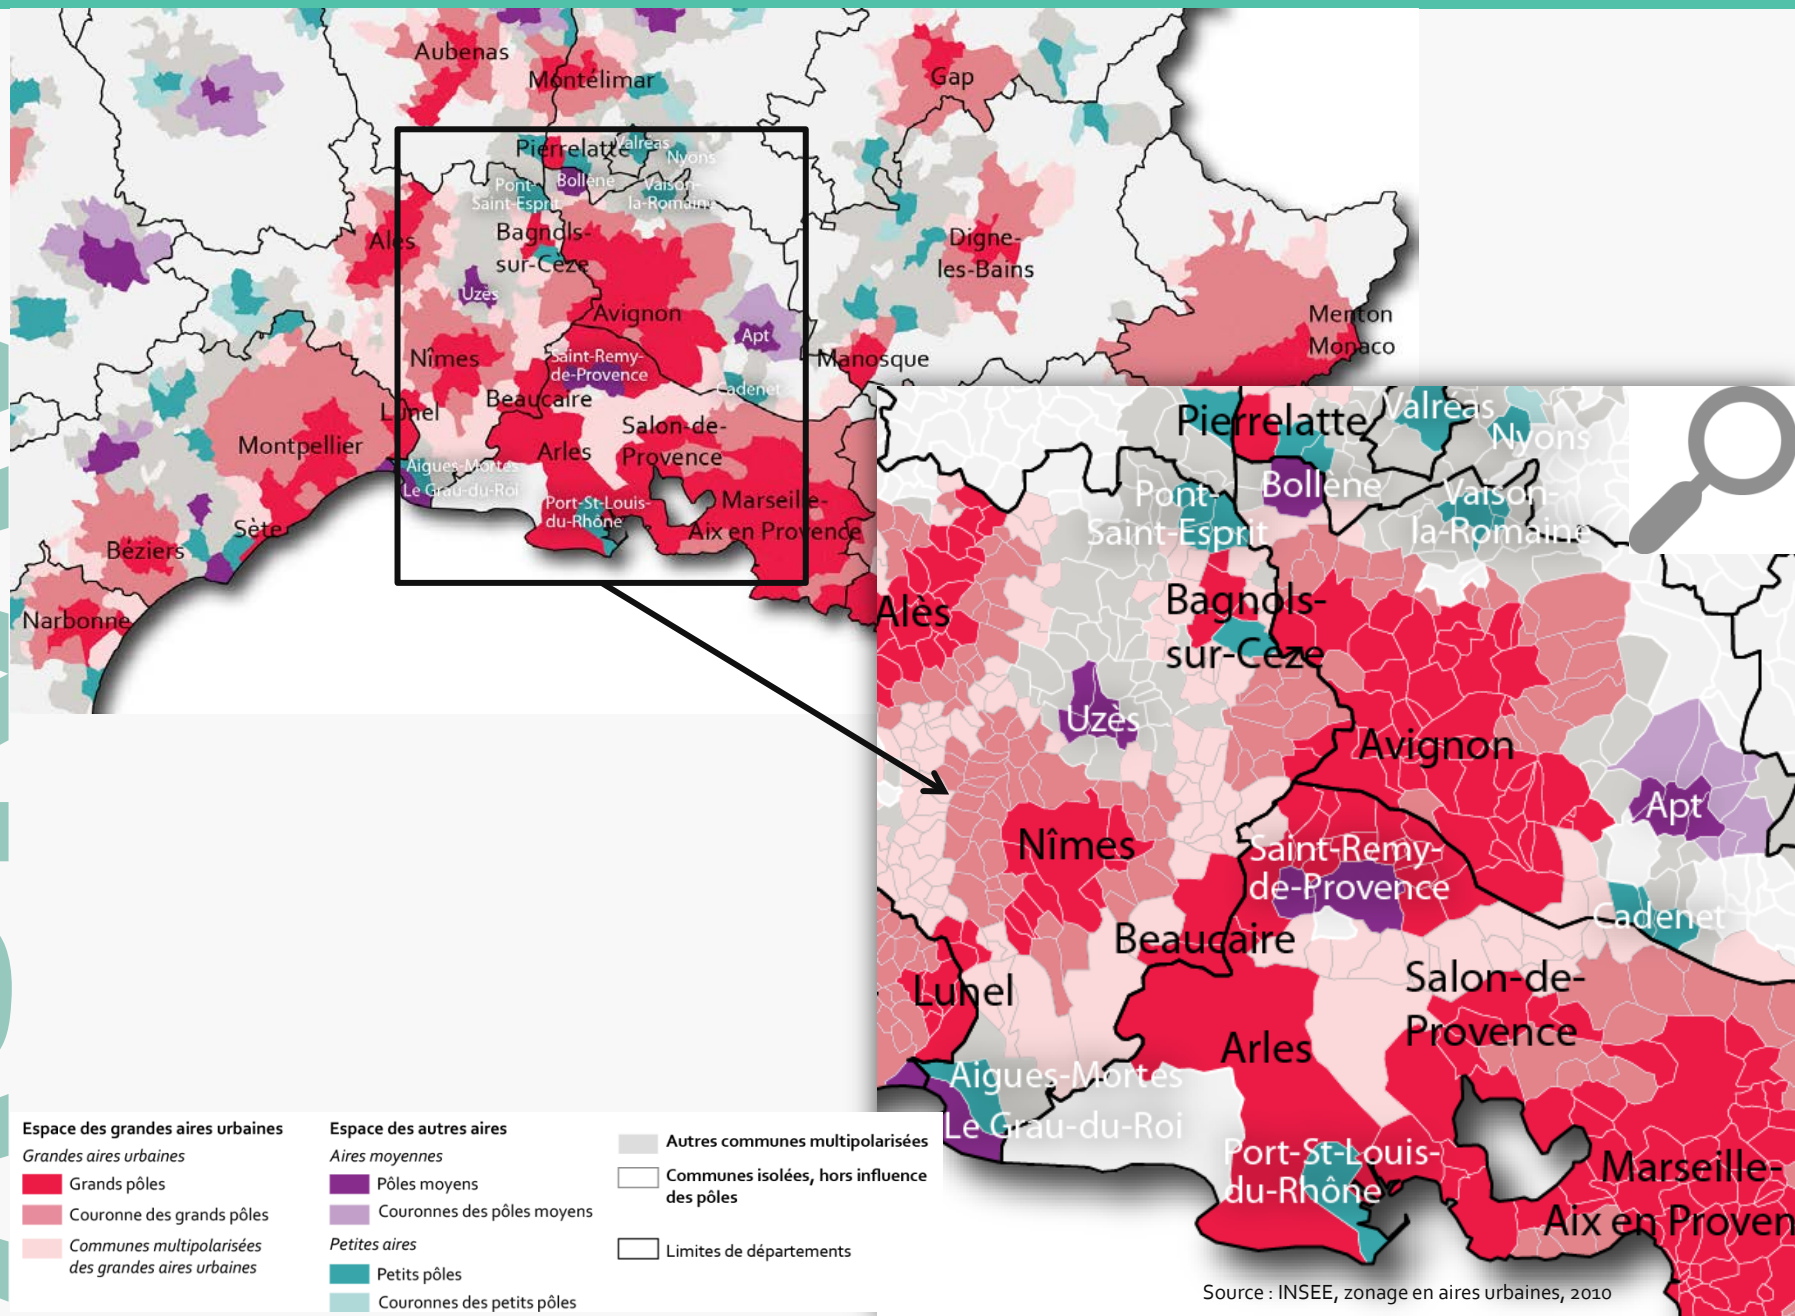 Aubenas
Montélimar
Gap
Pierrelatte
Valreas
Nyons
Pont-
Saint-Esprit
Bollène
Vaison-
la-Romaine
Alès
Bagnols-
sur-Cèze
Digne-
les-Bains
Uzès
Avignon
Apt
Menton
Monaco
Nîmes
Saint-Remy-
de-Provence
Manosque
Cadenet
Lunel
Beaucaire
Montpellier
Arles
Salon-de-
Provence
Aigues-Mortes
Le Grau-du-Roi
Port-St-Louis-
du-Rhône
Marseille-
Aix en Provence
Sète
Béziers
Narbonne
Pierrelatte
Valreas
Nyons
Pont-
Saint-Esprit
Bollène
Vaison-
la-Romaine
Alès
Bagnols-
sur-Cèze
Uzès
Avignon
Apt
Nîmes
Saint-Remy-
de-Provence
Cadenet
Beaucaire
Lunel
Salon-de-
Provence
Arles
Aigues-Mortes
Le Grau-du-Roi
Port-St-Louis-
du-Rhône
Marseille-
Aix en Proven
Espace des grandes aires urbaines
Grandes aires urbaines
Grands pôles
Couronne des grands pôles
Communes multipolarisées
des grandes aires urbaines
Espace des autres aires
Aires moyennes
Pôles moyens
Couronnes des pôles moyens
Petites aires
Petits pôles
Couronnes des petits pôles
Autres communes multipolarisées
Communes isolées, hors influence
des pôles
Limites de départements
Source : INSEE, zonage en aires urbaines, 2010